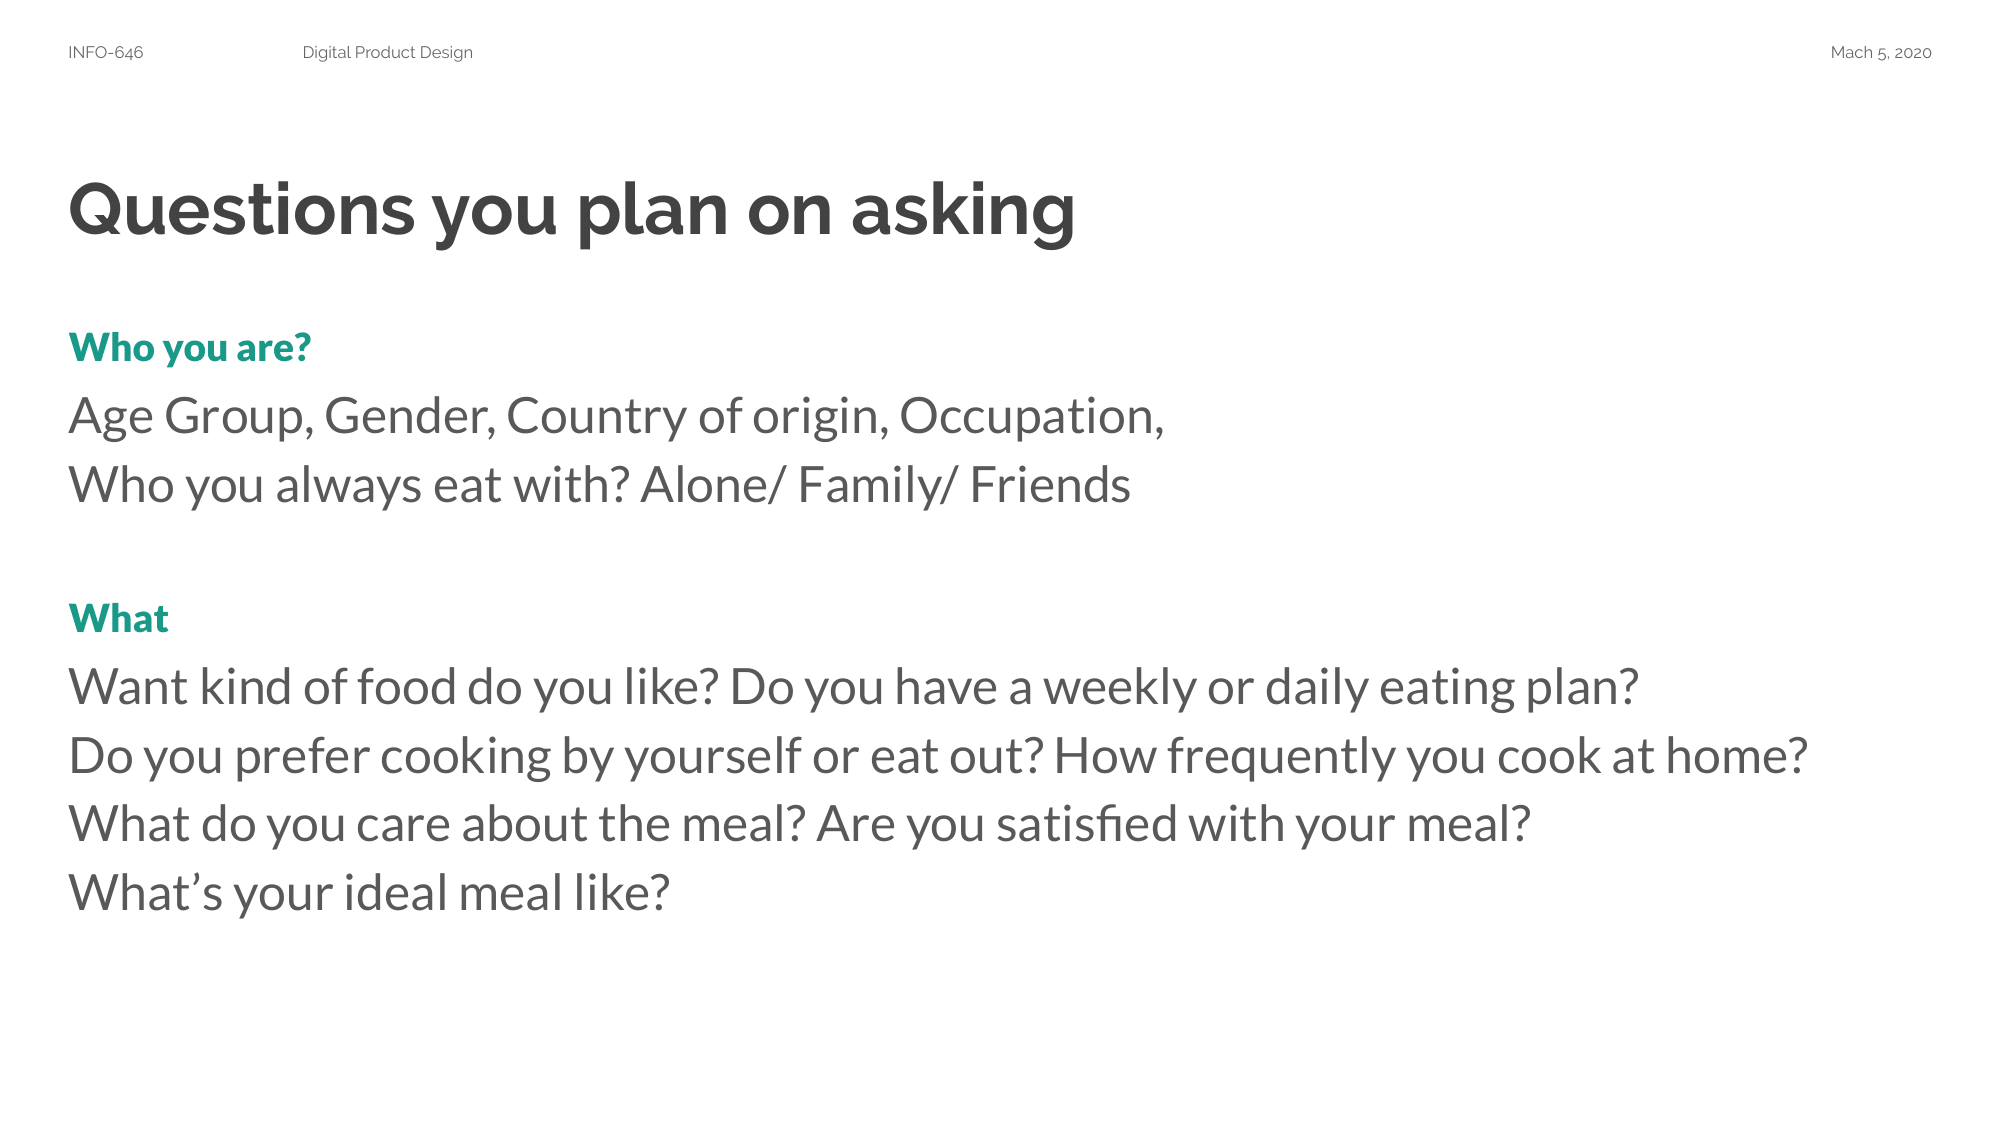 INFO-646 Digital Product Design Mach 5, 2020
Questions you plan on asking
Who you are?
Age Group, Gender, Country of origin, Occupation,
Who you always eat with? Alone/ Family/ Friends
What
Want kind of food do you like? Do you have a weekly or daily eating plan?
Do you prefer cooking by yourself or eat out? How frequently you cook at home?
What do you care about the meal? Are you satisfied with your meal?
What’s your ideal meal like?